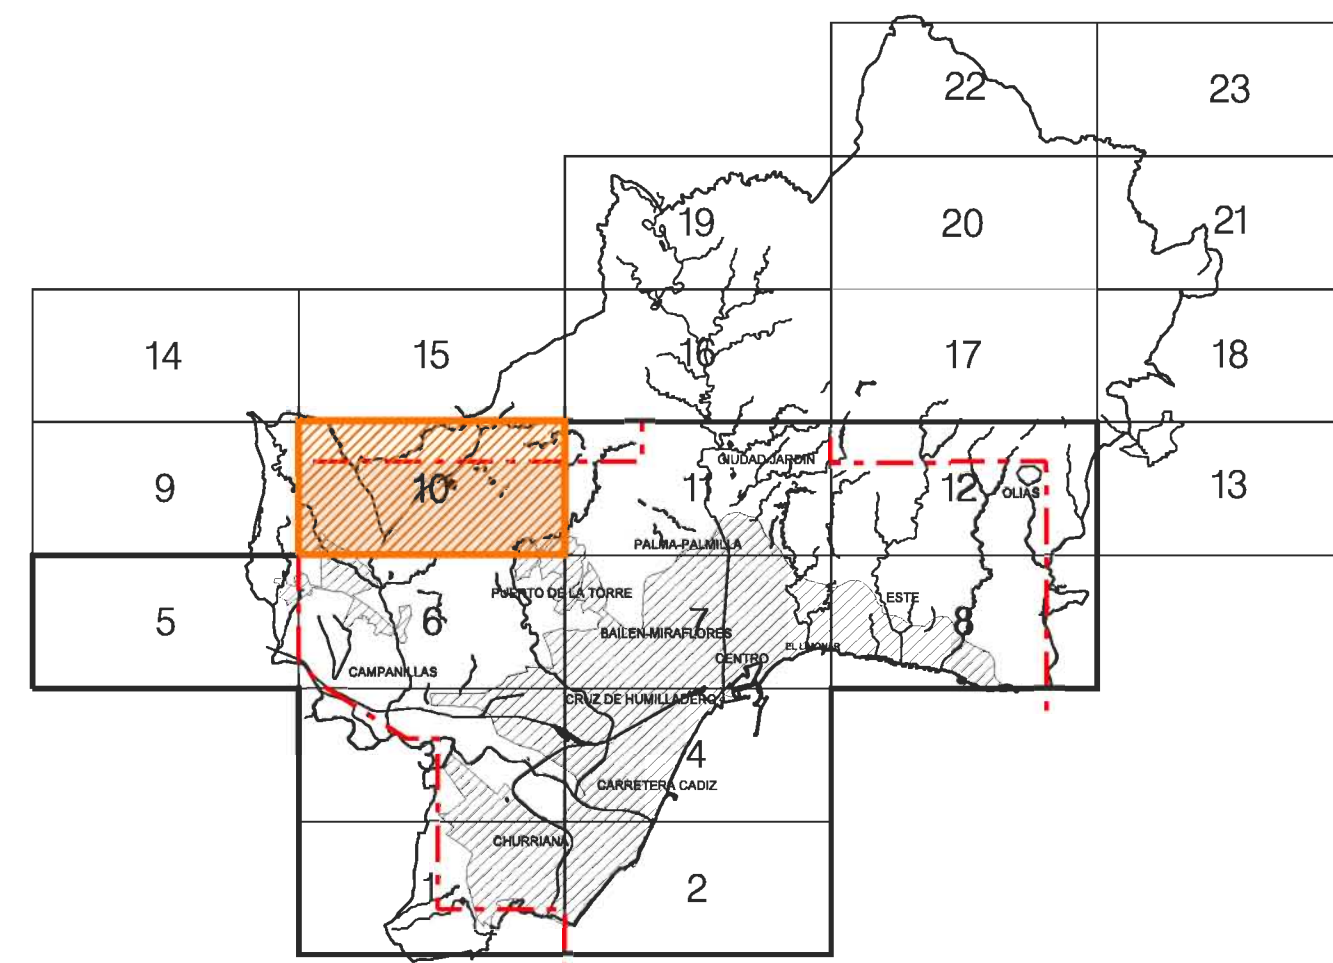 22
23
19
20
21
14
15
16
17
18
CIUDAD JARDIN
9
10
11
12
13
OLIAS
PALMA-PALMILLA
PUERTO DE LA TORRE
ESTE
5
6
7
8
BAILEN-MIRAFLORES
EL LIMONAR
CENTRO
CAMPANILLAS
CRUZ DE HUMILLADERO
3
4
CARRETERA CADIZ
CHURRIANA
1
2